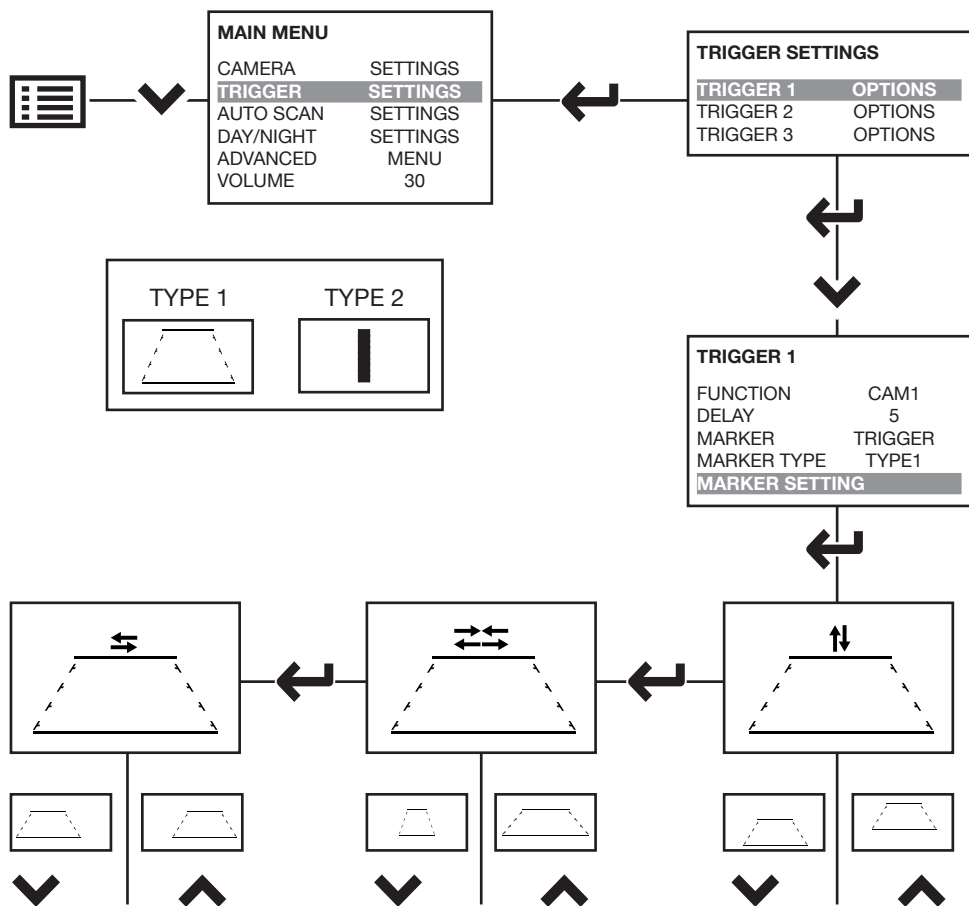 MAIN MENU
CAMERA SETTINGS
TRIGGER SETTINGS
AUTO SCAN SETTINGS
DAY/NIGHT SETTINGS
ADVANCED MENU
VOLUME 30
TRIGGER SETTINGS
TRIGGER 1 OPTIONS
TRIGGER 2 OPTIONS
TRIGGER 3 OPTIONS
TYPE 1 TYPE 2
TRIGGER 1
FUNCTION CAM1
DELAY 5
MARKER TRIGGER
MARKER TYPE TYPE1
MARKER SETTING